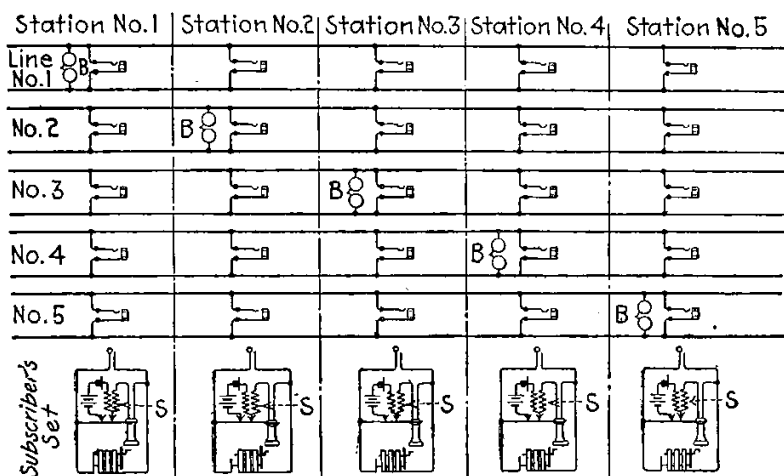 Station No.1 Station No.2 Station No.3 Station No.4 Station No.5
Line No.1 B
No.2 B
No.3 B
No.4 B
No.5 B
Subscriber's Set S S S S S